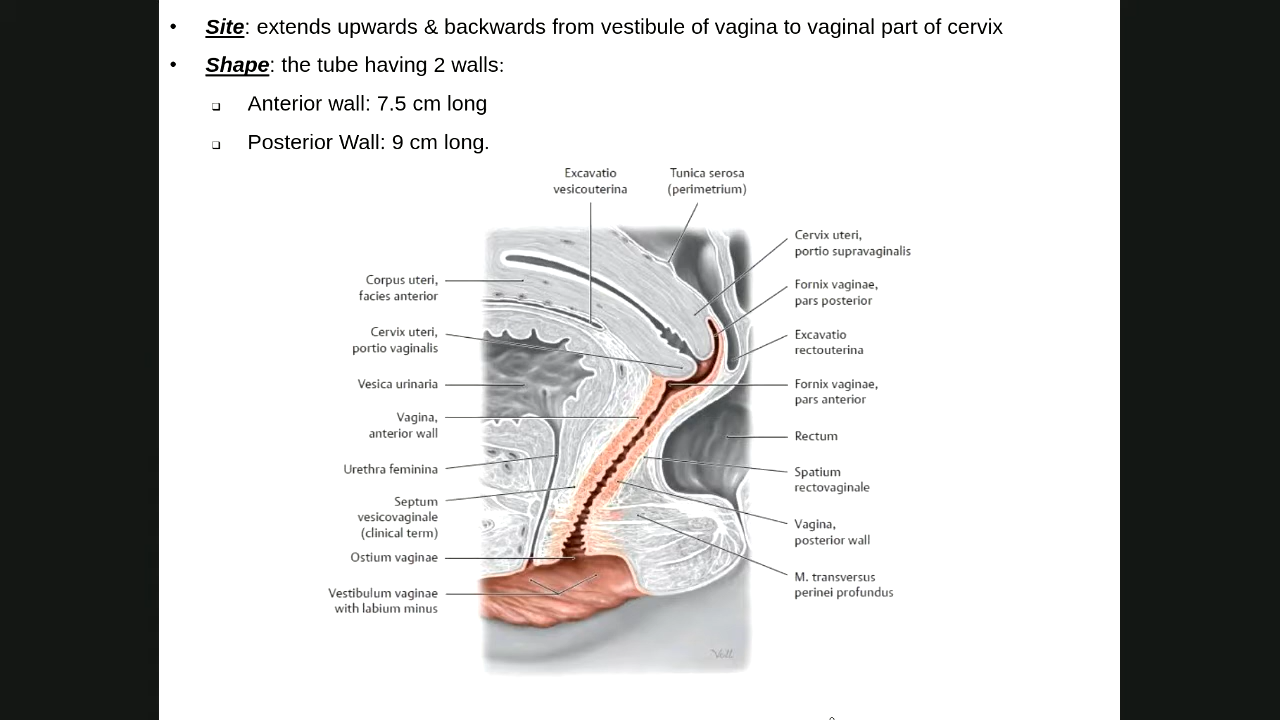 • Site: extends upwards & backwards from vestibule of vagina to vaginal part of cervix
• Shape: the tube having 2 walls:
❑ Anterior wall: 7.5 cm long
❑ Posterior Wall: 9 cm long.
Excavatio
vesicouterina
Tunica serosa
(perimetrium)
Corpus uteri,
facies anterior
Cervix uteri,
portio vaginalis
Vesica urinaria
Vagina,
anterior wall
Urethra feminina
Septum
vesicovaginale
(clinical term)
Ostium vaginae
Vestibulum vaginae
with labium minus
Cervix uteri,
portio supravaginalis
Fornix vaginae,
pars posterior
Excavatio
rectouterina
Fornix vaginae,
pars anterior
Rectum
Spatium
rectovaginale
Vagina,
posterior wall
M. transversus
perinei profundus
Voll